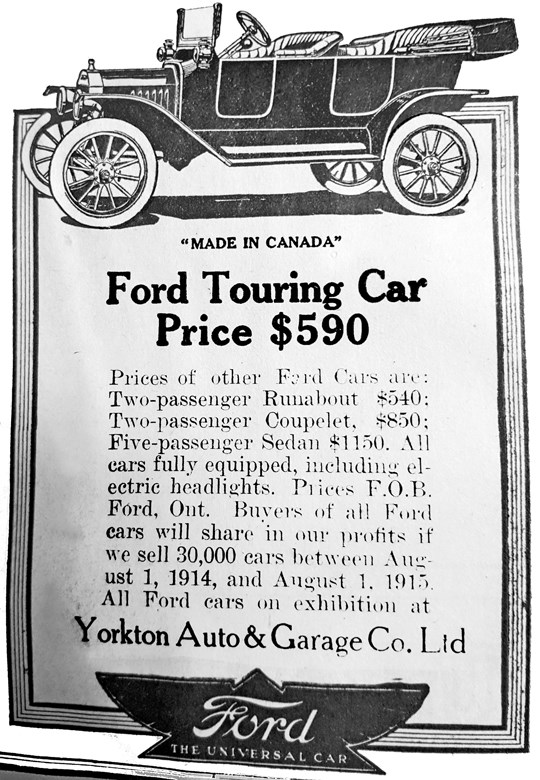 "MADE IN CANADA"
Ford Touring Car
Price $590
Prices of other Ford Cars are:
Two-passenger Runabout $540;
Two-passenger Coupelet, $850;
Five-passenger Sedan $1150. All
cars fully equipped, including el-
ectric headlights. Prices F.O.B.
Ford, Ont. Buyers of all Ford
cars will share in our profits if
we sell 30,000 cars between Aug-
ust 1, 1914, and August 1, 1915.
All Ford cars on exhibition at
Yorkton Auto & Garage Co. Ltd
Ford
THE UNIVERSAL CAR